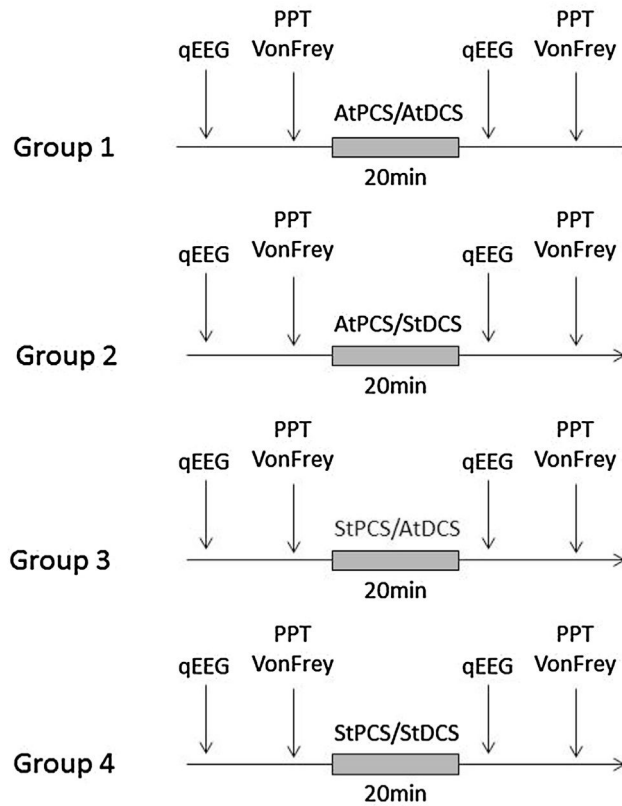 PPT PPT
qEEG VonFrey qEEG VonFrey
AtPCS/AtDCS
Group 1
20min
PPT PPT
qEEG VonFrey qEEG VonFrey
AtPCS/StDCS
Group 2
20min
PPT PPT
qEEG VonFrey qEEG VonFrey
StPCS/AtDCS
Group 3
20min
PPT PPT
qEEG VonFrey qEEG VonFrey
StPCS/StDCS
Group 4
20min